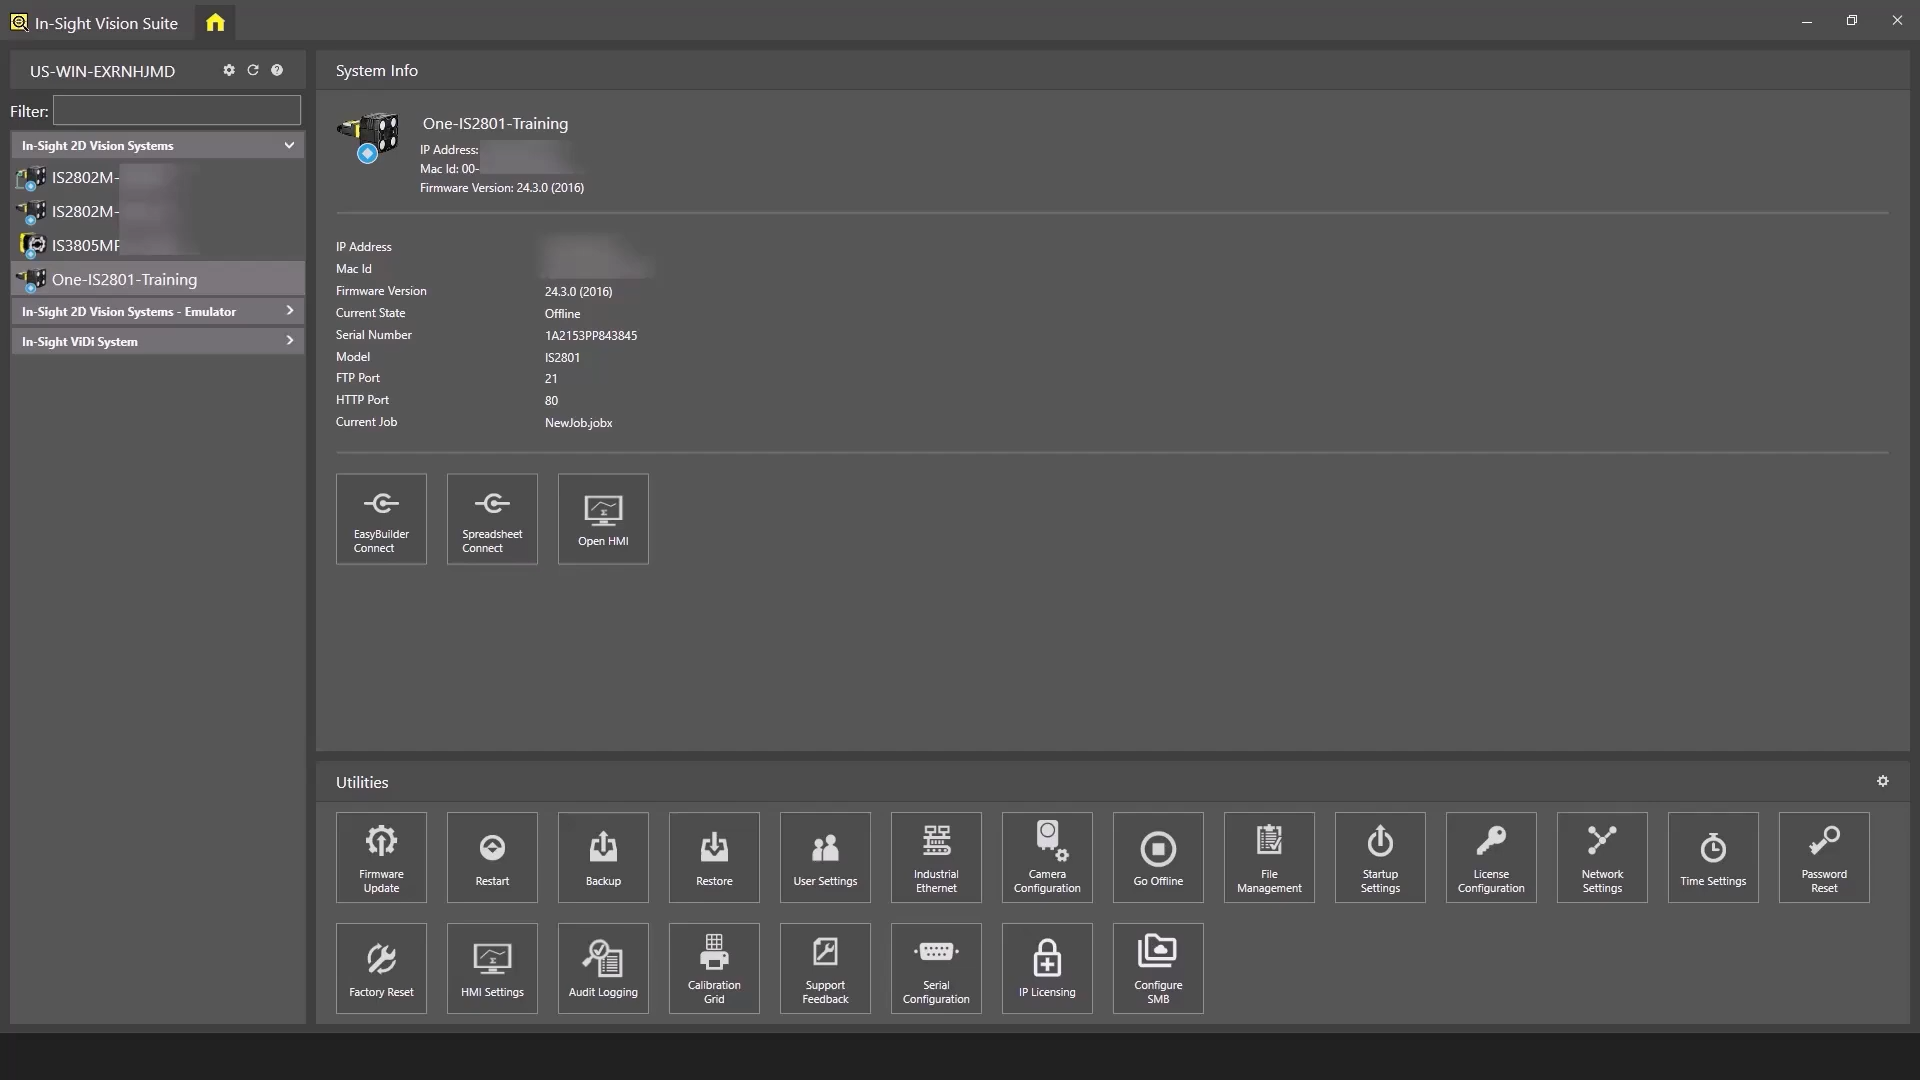 In-Sight Vision Suite
US-WIN-EXRNHJMD
Filter:
In-Sight 2D Vision Systems
IS2802M-
IS2802M-
IS3805MP
One-IS2801-Training
In-Sight 2D Vision Systems - Emulator
In-Sight ViDi System
System Info
One-IS2801-Training
IP Address:
Mac Id: 00-
Firmware Version: 24.3.0 (2016)
IP Address
Mac Id
Firmware Version 24.3.0 (2016)
Current State Offline
Serial Number 1A2153PP843845
Model IS2801
FTP Port 21
HTTP Port 80
Current Job NewJob.jobx
EasyBuilder
Connect
Spreadsheet
Connect
Open HMI
Utilities
Firmware
Update
Restart
Backup
Restore
User Settings
Industrial
Ethernet
Camera
Configuration
Go Offline
File
Management
Startup
Settings
License
Configuration
Network
Settings
Time Settings
Password
Reset
Factory Reset
HMI Settings
Audit Logging
Calibration
Grid
Support
Feedback
Serial
Configuration
IP Licensing
Configure
SMB